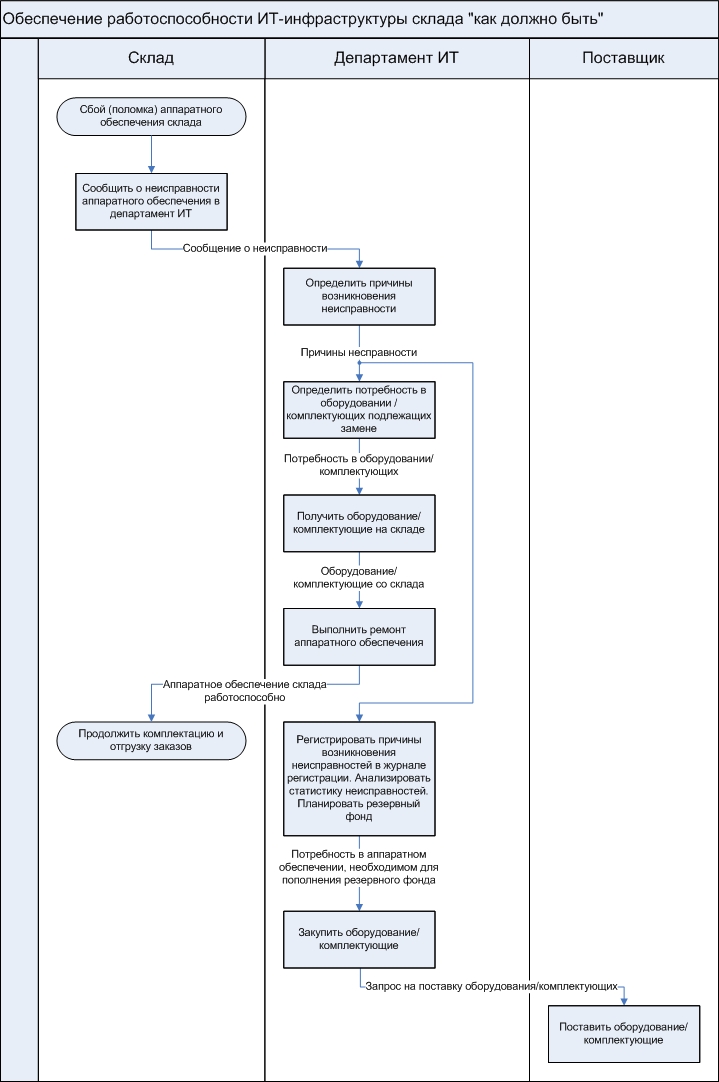 Обеспечение работоспособности ИТ-инфраструктуры склада "как должно быть"
Склад
Департамент ИТ
Поставщик
Сбой (поломка) аппаратного
обеспечения склада
Сообщить о неисправности
аппаратного обеспечения в
департамент ИТ
Сообщение о неисправности
Определить причины
возникновения
неисправности
Причины несправности
Определить потребность в
оборудовании /
комплектующих подлежащих
замене
Потребность в оборудовании/
комплектующих
Получить оборудование/
комплектующие на складе
Оборудование/
комплектующие со склада
Выполнить ремонт
аппаратного обеспечения
Аппаратное обеспечение склада
работоспособно
Продолжить комплектацию и
отгрузку заказов
Регистрировать причины
возникновения
неисправностей в журнале
регистрации. Анализировать
статистику неисправностей.
Планировать резервный
фонд
Потребность в аппаратном
обеспечении, необходимом для
пополнения резервного фонда
Закупить оборудование/
комплектующие
Запрос на поставку оборудования/комплектующих
Поставить оборудование/
комплектующие